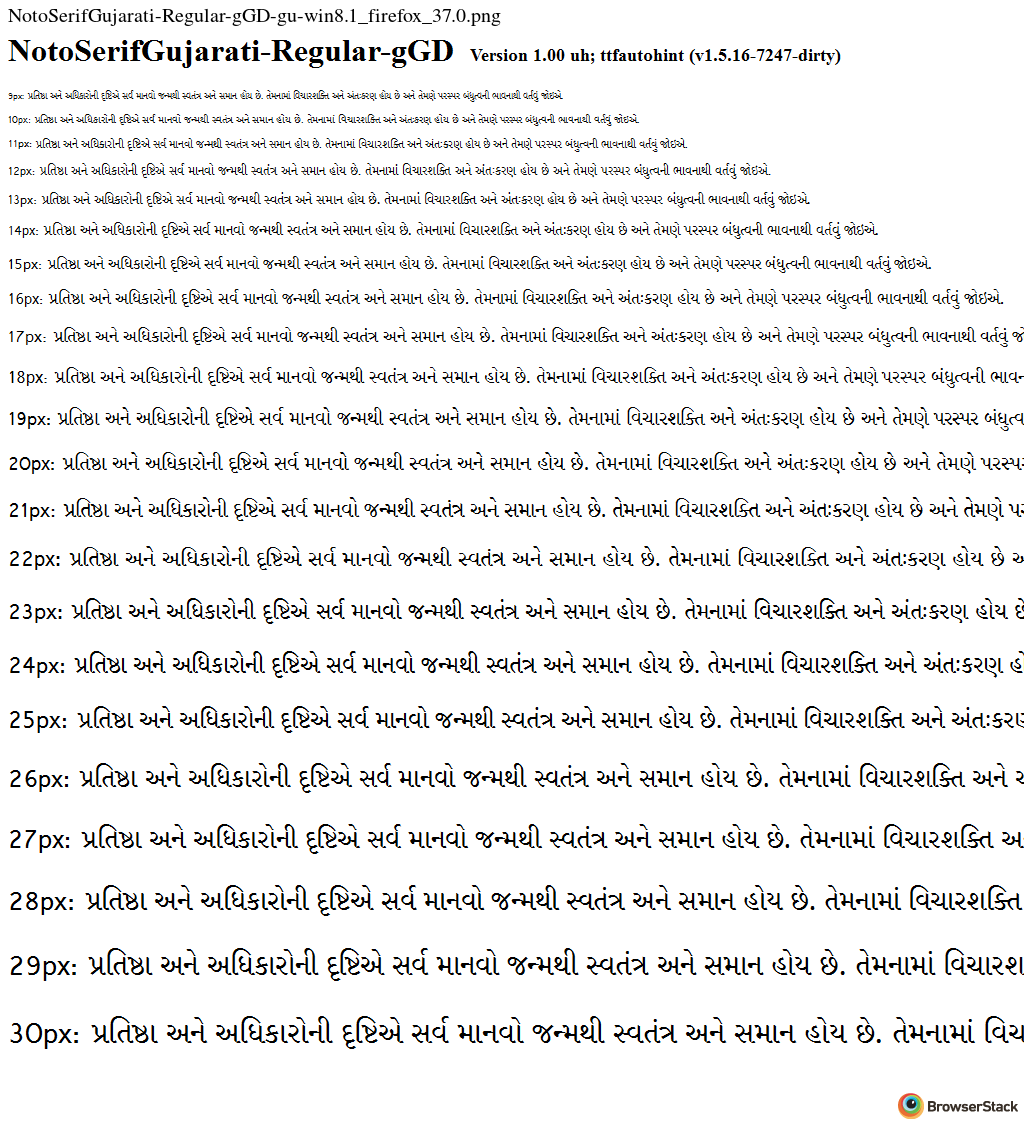 NotoSerifGujarati-Regular-gGD-gu-win8.1_firefox_37.0.png
NotoSerifGujarati-Regular-gGD Version 1.00 uh; ttfautohint (v1.5.16-7247-dirty)
9px: પ્રતિષ્ઠા અને અધિકારોની દૃષ્ટિએ સર્વ માનવો જન્મથી સ્વતંત્ર અને સમાન હોય છે. તેમનામાં વિચારશક્તિ અને અંતઃકરણ હોય છે અને તેમણે પરસ્પર બંધુત્વની ભાવનાથી વર્તવું જોઇએ.
10px: પ્રતિષ્ઠા અને અધિકારોની દૃષ્ટિએ સર્વ માનવો જન્મથી સ્વતંત્ર અને સમાન હોય છે. તેમનામાં વિચારશક્તિ અને અંતઃકરણ હોય છે અને તેમણે પરસ્પર બંધુત્વની ભાવનાથી વર્તવું જોઇએ.
11px: પ્રતિષ્ઠા અને અધિકારોની દૃષ્ટિએ સર્વ માનવો જન્મથી સ્વતંત્ર અને સમાન હોય છે. તેમનામાં વિચારશક્તિ અને અંતઃકરણ હોય છે અને તેમણે પરસ્પર બંધુત્વની ભાવનાથી વર્તવું જોઇએ.
12px: પ્રતિષ્ઠા અને અધિકારોની દૃષ્ટિએ સર્વ માનવો જન્મથી સ્વતંત્ર અને સમાન હોય છે. તેમનામાં વિચારશક્તિ અને અંતઃકરણ હોય છે અને તેમણે પરસ્પર બંધુત્વની ભાવનાથી વર્તવું જોઇએ.
13px: પ્રતિષ્ઠા અને અધિકારોની દૃષ્ટિએ સર્વ માનવો જન્મથી સ્વતંત્ર અને સમાન હોય છે. તેમનામાં વિચારશક્તિ અને અંતઃકરણ હોય છે અને તેમણે પરસ્પર બંધુત્વની ભાવનાથી વર્તવું જોઇએ.
14px: પ્રતિષ્ઠા અને અધિકારોની દૃષ્ટિએ સર્વ માનવો જન્મથી સ્વતંત્ર અને સમાન હોય છે. તેમનામાં વિચારશક્તિ અને અંતઃકરણ હોય છે અને તેમણે પરસ્પર બંધુત્વની ભાવનાથી વર્તવું જોઇએ.
15px: પ્રતિષ્ઠા અને અધિકારોની દૃષ્ટિએ સર્વ માનવો જન્મથી સ્વતંત્ર અને સમાન હોય છે. તેમનામાં વિચારશક્તિ અને અંતઃકરણ હોય છે અને તેમણે પરસ્પર બંધુત્વની ભાવનાથી વર્તવું જોઇએ.
16px: પ્રતિષ્ઠા અને અધિકારોની દૃષ્ટિએ સર્વ માનવો જન્મથી સ્વતંત્ર અને સમાન હોય છે. તેમનામાં વિચારશક્તિ અને અંતઃકરણ હોય છે અને તેમણે પરસ્પર બંધુત્વની ભાવનાથી વર્તવું જોઇએ.
17px: પ્રતિષ્ઠા અને અધિકારોની દૃષ્ટિએ સર્વ માનવો જન્મથી સ્વતંત્ર અને સમાન હોય છે. તેમનામાં વિચારશક્તિ અને અંતઃકરણ હોય છે અને તેમણે પરસ્પર બંધુત્વની ભાવનાથી વર્તવું
18px: પ્રતિષ્ઠા અને અધિકારોની દૃષ્ટિએ સર્વ માનવો જન્મથી સ્વતંત્ર અને સમાન હોય છે. તેમનામાં વિચારશક્તિ અને અંતઃકરણ હોય છે અને તેમણે પરસ્પર બંધુત્વની
19px: પ્રતિષ્ઠા અને અધિકારોની દૃષ્ટિએ સર્વ માનવો જન્મથી સ્વતંત્ર અને સમાન હોય છે. તેમનામાં વિચારશક્તિ અને અંતઃકરણ હોય છે અને તેમણે પરસ્પર
20px: પ્રતિષ્ઠા અને અધિકારોની દૃષ્ટિએ સર્વ માનવો જન્મથી સ્વતંત્ર અને સમાન હોય છે. તેમનામાં વિચારશક્તિ અને અંતઃકરણ હોય છે અને તેમણે
21px: પ્રતિષ્ઠા અને અધિકારોની દૃષ્ટિએ સર્વ માનવો જન્મથી સ્વતંત્ર અને સમાન હોય છે. તેમનામાં વિચારશક્તિ અને અંતઃકરણ હોય છે અને તેમણે
22px: પ્રતિષ્ઠા અને અધિકારોની દૃષ્ટિએ સર્વ માનવો જન્મથી સ્વતંત્ર અને સમાન હોય છે. તેમનામાં વિચારશક્તિ અને અંતઃકરણ હોય છે
23px: પ્રતિષ્ઠા અને અધિકારોની દૃષ્ટિએ સર્વ માનવો જન્મથી સ્વતંત્ર અને સમાન હોય છે. તેમનામાં વિચારશક્તિ અને અંતઃકરણ હોય
24px: પ્રતિષ્ઠા અને અધિકારોની દૃષ્ટિએ સર્વ માનવો જન્મથી સ્વતંત્ર અને સમાન હોય છે. તેમનામાં વિચારશક્તિ અને અંતઃકરણ
25px: પ્રતિષ્ઠા અને અધિકારોની દૃષ્ટિએ સર્વ માનવો જન્મથી સ્વતંત્ર અને સમાન હોય છે. તેમનામાં વિચારશક્તિ અને અંતઃકરણ
26px: પ્રતિષ્ઠા અને અધિકારોની દૃષ્ટિએ સર્વ માનવો જન્મથી સ્વતંત્ર અને સમાન હોય છે. તેમનામાં વિચારશક્તિ અને
27px: પ્રતિષ્ઠા અને અધિકારોની દૃષ્ટિએ સર્વ માનવો જન્મથી સ્વતંત્ર અને સમાન હોય છે. તેમનામાં વિચારશક્તિ
28px: પ્રતિષ્ઠા અને અધિકારોની દૃષ્ટિએ સર્વ માનવો જન્મથી સ્વતંત્ર અને સમાન હોય છે. તેમનામાં વિચારશક્તિ
29px: પ્રતિષ્ઠા અને અધિકારોની દૃષ્ટિએ સર્વ માનવો જન્મથી સ્વતંત્ર અને સમાન હોય છે. તેમનામાં વિચારશ
30px: પ્રતિષ્ઠા અને અધિકારોની દૃષ્ટિએ સર્વ માનવો જન્મથી સ્વતંત્ર અને સમાન હોય છે. તેમનામાં
BrowserStack